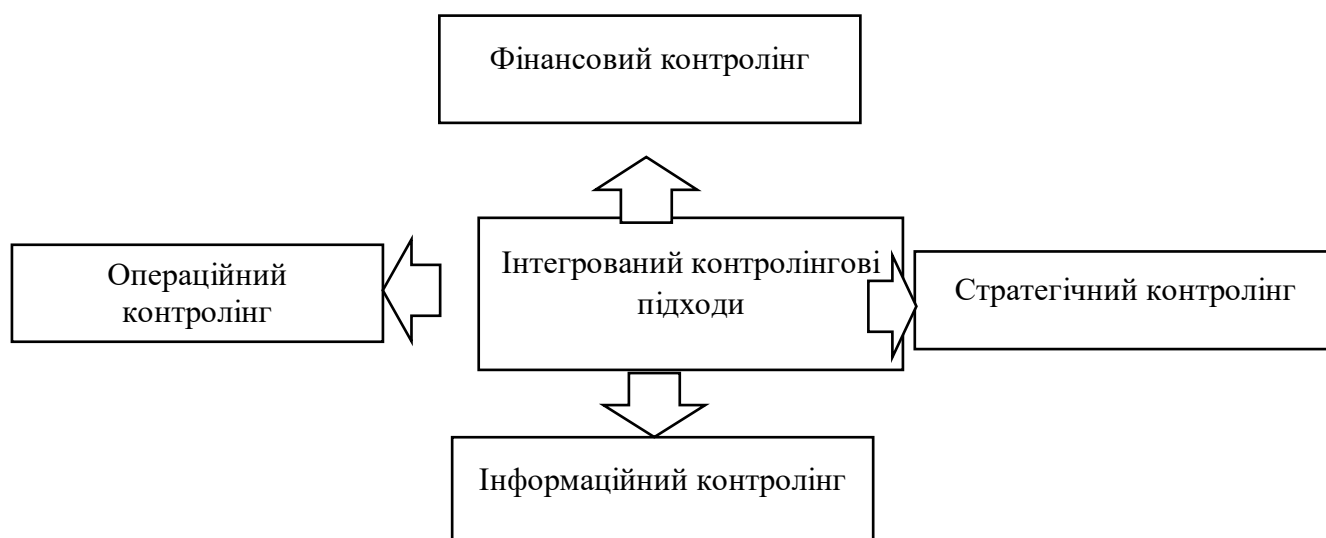 Фінансовий контролінг
Операційний
контролінг
Інтегрований контролінгові
підходи
Стратегічний контролінг
Інформаційний контролінг